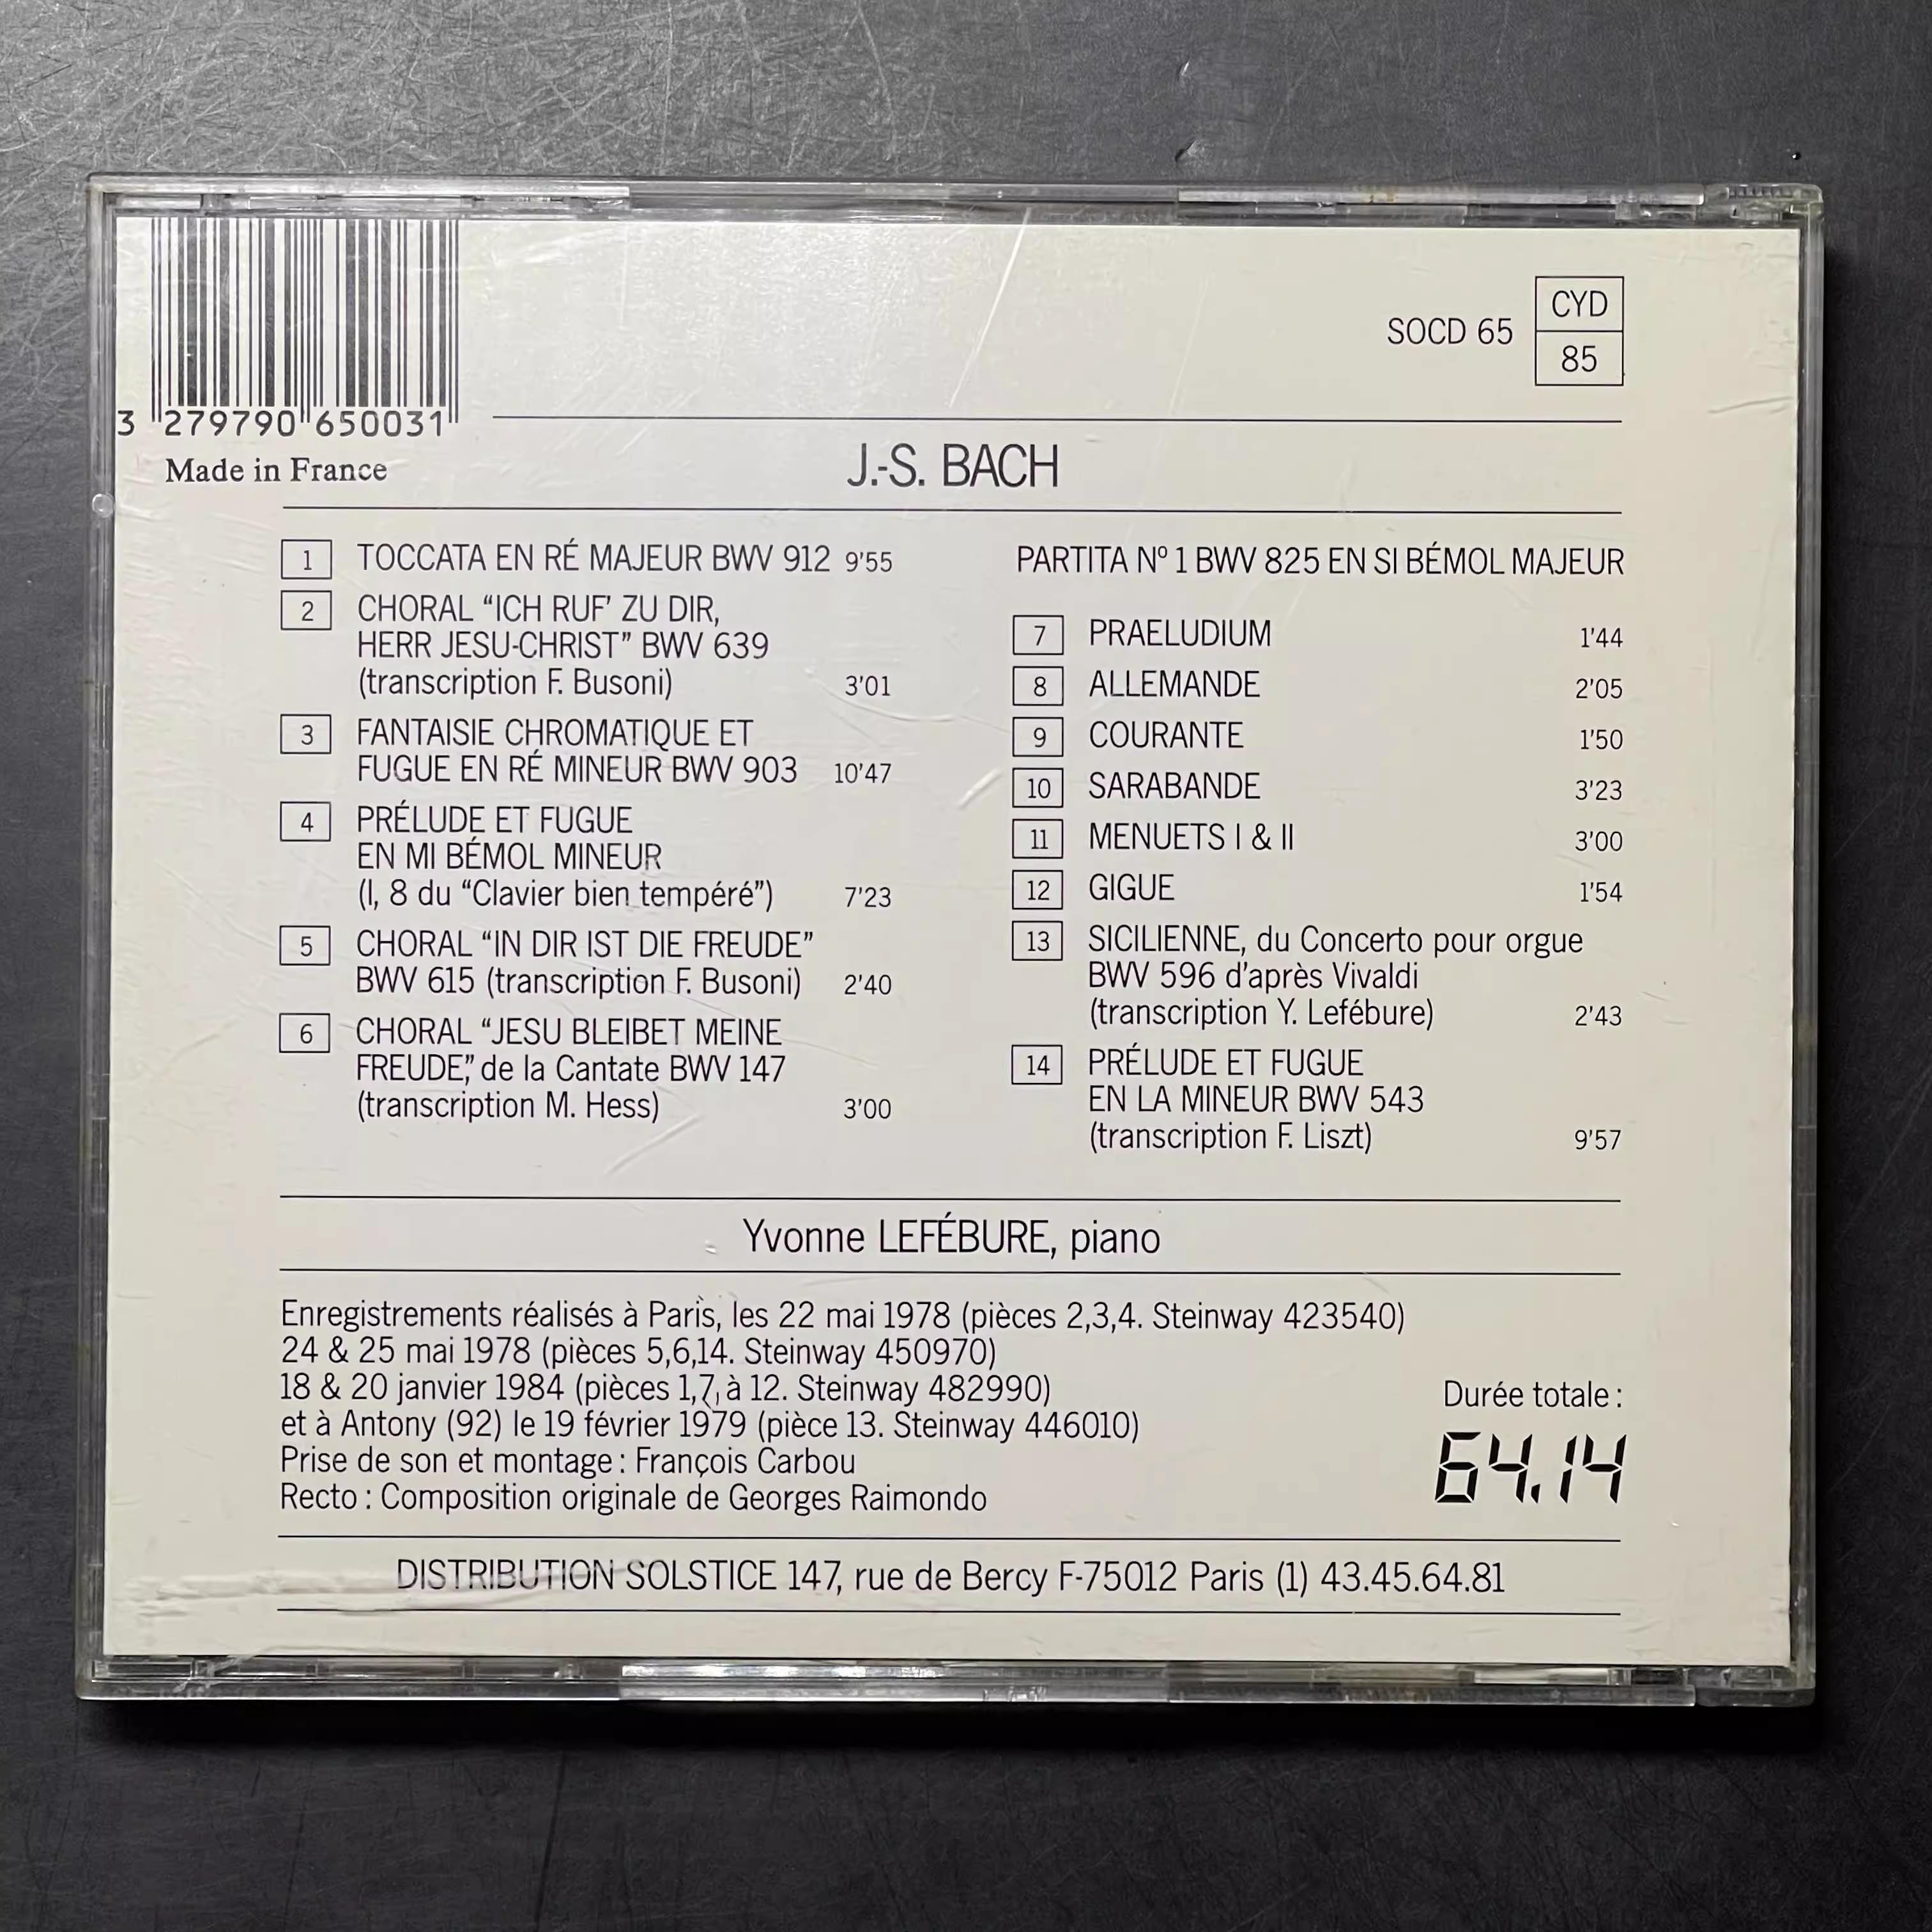 3 279790 650031
Made in France
SOCD 65
CYD
85
J.-S. BACH
1 TOCCATA EN RÉ MAJEUR BWV 912 9'55
2 CHORAL “ICH RUF' ZU DIR,
HERR JESU-CHRIST” BWV 639
(transcription F. Busoni) 3'01
3 FANTAISIE CHROMATIQUE ET
FUGUE EN RÉ MINEUR BWV 903 10'47
4 PRÉLUDE ET FUGUE
EN MI BÉMOL MINEUR
(I, 8 du “Clavier bien tempéré”) 7'23
5 CHORAL “IN DIR IST DIE FREUDE”
BWV 615 (transcription F. Busoni) 2'40
6 CHORAL “JESU BLEIBET MEINE
FREUDE,” de la Cantate BWV 147
(transcription M. Hess) 3'00
PARTITA Nº 1 BWV 825 EN SI BÉMOL MAJEUR
7 PRAELUDIUM 1'44
8 ALLEMANDE 2'05
9 COURANTE 1'50
10 SARABANDE 3'23
11 MENUETS I & II 3'00
12 GIGUE 1'54
13 SICILIENNE, du Concerto pour orgue
BWV 596 d'après Vivaldi
(transcription Y. Lefébure) 2'43
14 PRÉLUDE ET FUGUE
EN LA MINEUR BWV 543
(transcription F. Liszt) 9'57
Yvonne LEFÉBURE, piano
Enregistrements réalisés à Paris, les 22 mai 1978 (pièces 2,3,4. Steinway 423540)
24 & 25 mai 1978 (pièces 5,6,14. Steinway 450970)
18 & 20 janvier 1984 (pièces 1,7, à 12. Steinway 482990)
et à Antony (92) le 19 février 1979 (pièce 13. Steinway 446010)
Prise de son et montage : François Carbou
Recto : Composition originale de Georges Raimondo
Durée totale :
64.14
DISTRIBUTION SOLSTICE 147, rue de Bercy F-75012 Paris (1) 43.45.64.81